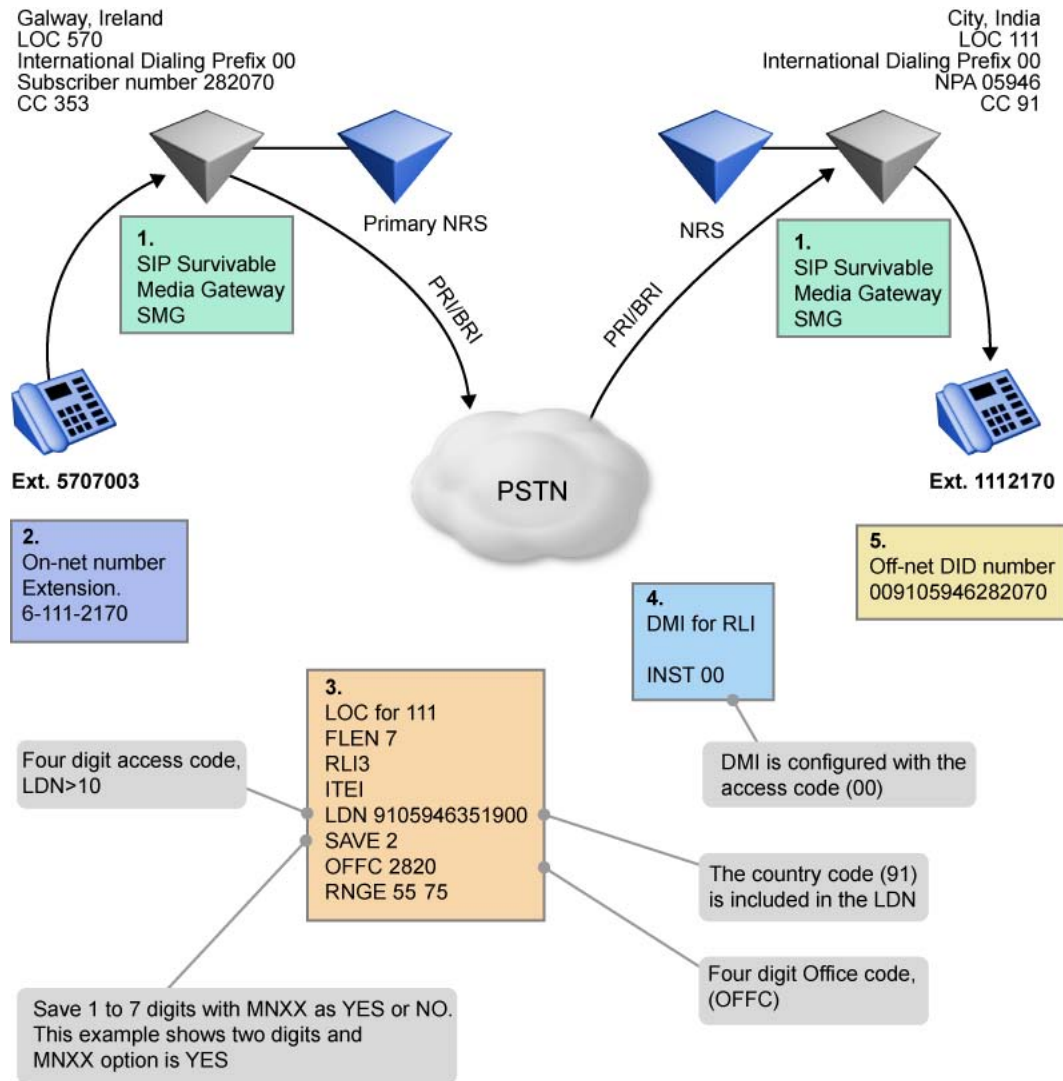 Galway, Ireland
LOC 570
International Dialing Prefix 00
Subscriber number 282070
CC 353
City, India
LOC 111
International Dialing Prefix 00
NPA 05946
CC 91
Primary NRS
NRS
1.
SIP Survivable
Media Gateway
SMG
1.
SIP Survivable
Media Gateway
SMG
PRI/BRI
PRI/BRI
PSTN
Ext. 5707003
Ext. 1112170
2.
On-net number
Extension.
6-111-2170
5.
Off-net DID number
009105946282070
4.
DMI for RLI
INST 00
3.
LOC for 111
FLEN 7
RLI3
ITEI
LDN 9105946351900
SAVE 2
OFFC 2820
RNGE 55 75
Four digit access code,
LDN>10
DMI is configured with the
access code (00)
The country code (91)
is included in the LDN
Four digit Office code,
(OFFC)
Save 1 to 7 digits with MNXX as YES or NO.
This example shows two digits and
MNXX option is YES